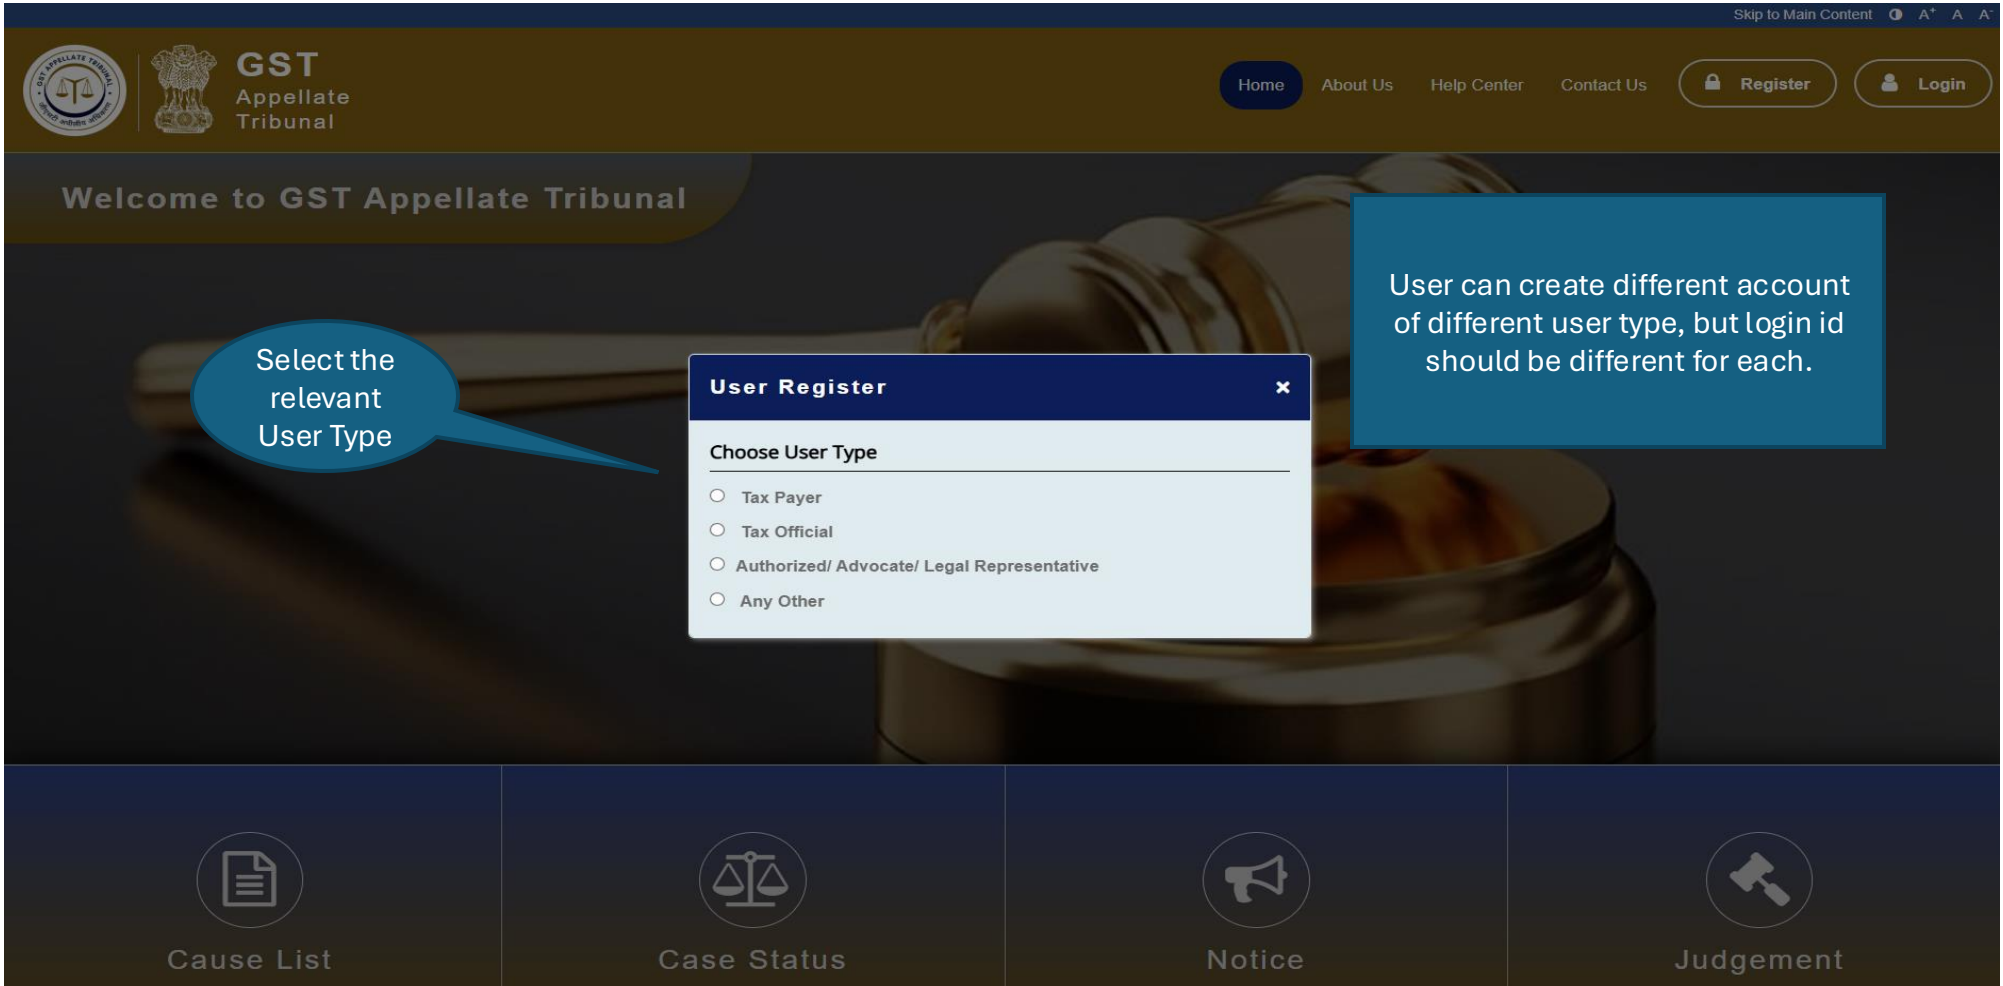 Skip to Main Content A+ A A-
GST APPELLATE TRIBUNAL
GST
Appellate
Tribunal
Home About Us Help Center Contact Us Register Login
Welcome to GST Appellate Tribunal
User can create different account
of different user type, but login id
should be different for each.
Select the
relevant
User Type
User Register ×
Choose User Type
Tax Payer
Tax Official
Authorized/ Advocate/ Legal Representative
Any Other
Cause List Case Status Notice Judgement